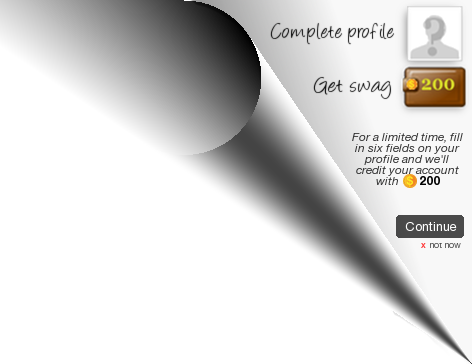 Complete profile
Get swag
200
For a limited time, fill
in six fields on your
profile and we'll
credit your account
with 200
Continue
x not now